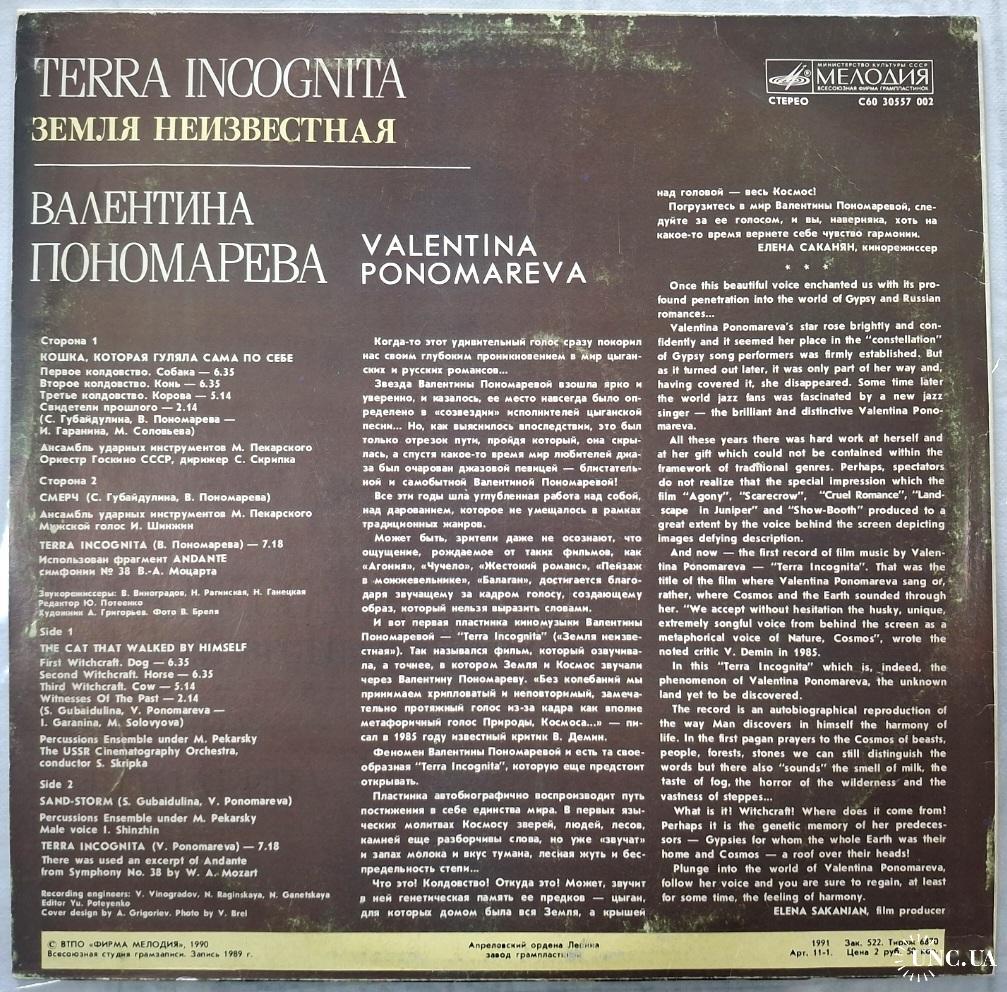 TERRA INCOGNITA
ЗЕМЛЯ НЕИЗВЕСТНАЯ
ВАЛЕНТИНА
ПОНОМАРЕВА
VALENTINA
PONOMAREVA
МИНИСТЕРСТВО КУЛЬТУРЫ СССР
МЕЛОДИЯ
ВСЕСОЮЗНАЯ ФИРМА ГРАМПЛАСТИНОК
СТЕРЕО
С60 30557 002
Сторона 1
КОШКА, КОТОРАЯ ГУЛЯЛА САМА ПО СЕБЕ
Первое колдовство. Собака — 6.35
Второе колдовство. Конь — 6.35
Третье колдовство. Корова — 5.14
Свидетели прошлого — 2.14
(С. Губайдулина, В. Пономарева —
И. Гаранина, М. Соловьева)
Ансамбль ударных инструментов М. Пекарского
Оркестр Госкино СССР, дирижер С. Скрипка
Сторона 2
СМЕРЧ (С. Губайдулина, В. Пономарева)
Ансамбль ударных инструментов М. Пекарского
Мужской голос И. Шинжин
TERRA INCOGNITA (В. Пономарева) — 7.18
Использован фрагмент ANDANTE
симфонии № 38 В.-А. Моцарта
Звукорежиссеры: В. Виноградов, Н. Рагинская, Н. Ганецкая
Редактор Ю. Потеенко
Художник А. Григорьев. Фото В. Бреля
Side 1
THE CAT THAT WALKED BY HIMSELF
First Witchcraft. Dog — 6.35
Second Witchcraft. Horse — 6.35
Third Witchcraft. Cow — 5.14
Witnesses Of The Past — 2.14
(S. Gubaidulina, V. Ponomareva —
I. Garanina, M. Solovyova)
Percussions Ensemble under M. Pekarsky
The USSR Cinematography Orchestra,
conductor S. Skripka
Side 2
SAND-STORM (S. Gubaidulina, V. Ponomareva)
Percussions Ensemble under M. Pekarsky
Male voice I. Shinzhin
TERRA INCOGNITA (V. Ponomareva) — 7.18
There was used an excerpt of Andante
from Symphony No. 38 by W. A. Mozart
Recording engineers: V. Vinogradov, N. Raginskaya, N. Ganetskaya
Editor Yu. Poteyenko
Cover design by A. Grigoriev. Photo by V. Brel
Когда-то этот удивительный голос сразу покорил
нас своим глубоким проникновением в мир цыган-
ских и русских романсов...
Звезда Валентины Пономаревой взошла ярко и
уверенно, и казалось, ее место навсегда было оп-
ределено в «созвездии» исполнителей цыганской
песни... Но, как выяснилось впоследствии, это был
только отрезок пути, пройдя который, она скры-
лась, а спустя какое-то время мир любителей джа-
за был очарован джазовой певицей — блистатель-
ной и самобытной Валентиной Пономаревой!
Все эти годы шла углубленная работа над собой,
над дарованием, которое не умещалось в рамках
традиционных жанров.
Может быть, зрители даже не осознают, что
ощущение, рождаемое от таких фильмов, как
«Агония», «Чучело», «Жестокий романс», «Пейзаж
в можжевельнике», «Балаган», достигается благо-
даря звучащему за кадром голосу, создающему
образ, который нельзя выразить словами.
И вот первая пластинка киномузыки Валентины
Пономаревой — "Terra Incognita" («Земля неизве-
стная»). Так назывался фильм, который озвучива-
ла, а точнее, в котором Земля и Космос звучали
через Валентину Пономареву. «Без колебаний мы
принимаем хрипловатый и неповторимый, замеча-
тельно протяжный голос из-за кадра как вполне
метафоричный голос Природы, Космоса...» — пи-
сал в 1985 году известный критик В. Демин.
Феномен Валентины Пономаревой и есть та свое-
образная "Terra Incognita", которую еще предстоит
открывать.
Пластинка автобиографично воспроизводит путь
постижения в себе единства мира. В первых язы-
ческих молитвах Космосу зверей, людей, лесов,
камней еще разборчивы слова, но уже «звучат»
и запах молока и вкус тумана, лесная жуть и бес-
предельность степи...
Что это! Колдовство! Откуда это! Может, звучит
в ней генетическая память ее предков — цыган,
для которых домом была вся Земля, а крышей
над головой — весь Космос!
Погрузитесь в мир Валентины Пономаревой, сле-
дуйте за ее голосом, и вы, наверняка, хоть на
какое-то время вернете себе чувство гармонии.
ЕЛЕНА САКАНЯН, кинорежиссер
* * *
Once this beautiful voice enchanted us with its pro-
found penetration into the world of Gypsy and Russian
romances...
Valentina Ponomareva's star rose brightly and con-
fidently and it seemed her place in the "constellation"
of Gypsy song performers was firmly established. But
as it turned out later, it was only part of her way and,
having covered it, she disappeared. Some time later
the world jazz fans was fascinated by a new jazz
singer — the brilliant and distinctive Valentina Pono-
mareva.
All these years there was hard work at herself and
at her gift which could not be contained within the
framework of traditional genres. Perhaps, spectators
do not realize that the special impression which the
film "Agony", "Scarecrow", "Cruel Romance", "Land-
scape in Juniper" and "Show-Booth" produced to a
great extent by the voice behind the screen depicting
images defying description.
And now — the first record of film music by Valen-
tina Ponomareva — "Terra Incognita". That was the
title of the film where Valentina Ponomareva sang or,
rather, where Cosmos and the Earth sounded through
her. "We accept without hesitation the husky, unique,
extremely songful voice from behind the screen as a
metaphorical voice of Nature, Cosmos", wrote the
noted critic V. Demin in 1985.
In this "Terra Incognita" which is, indeed, the
phenomenon of Valentina Ponomareva, the unknown
land yet to be discovered.
The record is an autobiographical reproduction of
the way Man discovers in himself the harmony of
life. In the first pagan prayers to the Cosmos of beasts,
people, forests, stones we can still distinguish the
words but there also "sounds" the smell of milk, the
taste of fog, the horror of the wilderness and the
vastness of steppes...
What is it! Witchcraft! Where does it come from!
Perhaps it is the genetic memory of her predeces-
sors — Gypsies for whom the whole Earth was their
home and Cosmos — a roof over their heads!
Plunge into the world of Valentina Ponomareva,
follow her voice and you are sure to regain, at least
for some time, the feeling of harmony.
ELENA SAKANIAN, film producer
© ВТПО «ФИРМА МЕЛОДИЯ», 1990
Всесоюзная студия грамзаписи. Запись 1989 г.
Апрелевский ордена Ленина
завод грампластинок
1991 Зак. 522. Тираж 6870
Арт. 11-1. Цена 2 руб. 50 коп.
UNC.UA